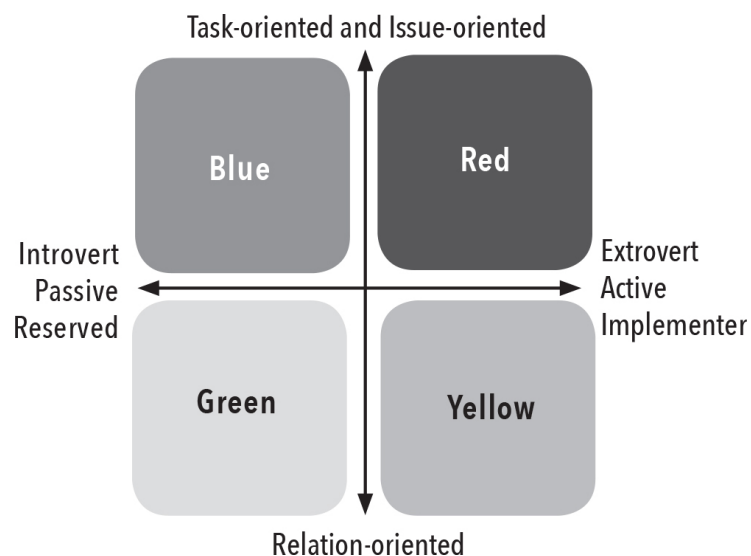 Task-oriented and Issue-oriented
Blue
Red
Introvert
Passive
Reserved
Extrovert
Active
Implementer
Green
Yellow
Relation-oriented